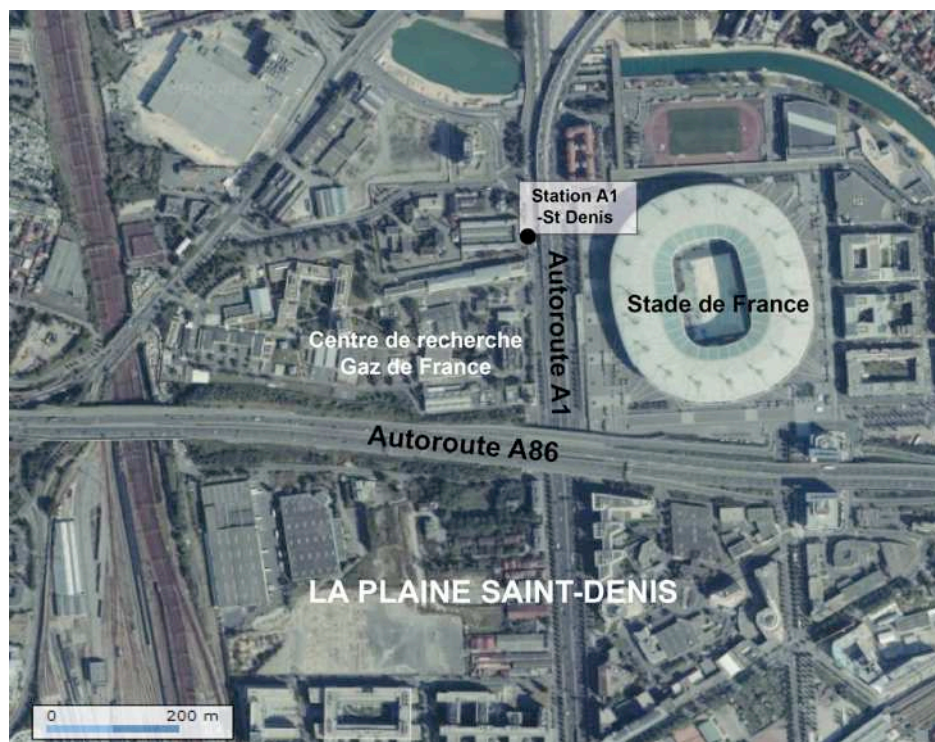 Station A1
-St Denis
Autoroute A1
Stade de France
Centre de recherche
Gaz de France
Autoroute A86
LA PLAINE SAINT-DENIS
0 200 m